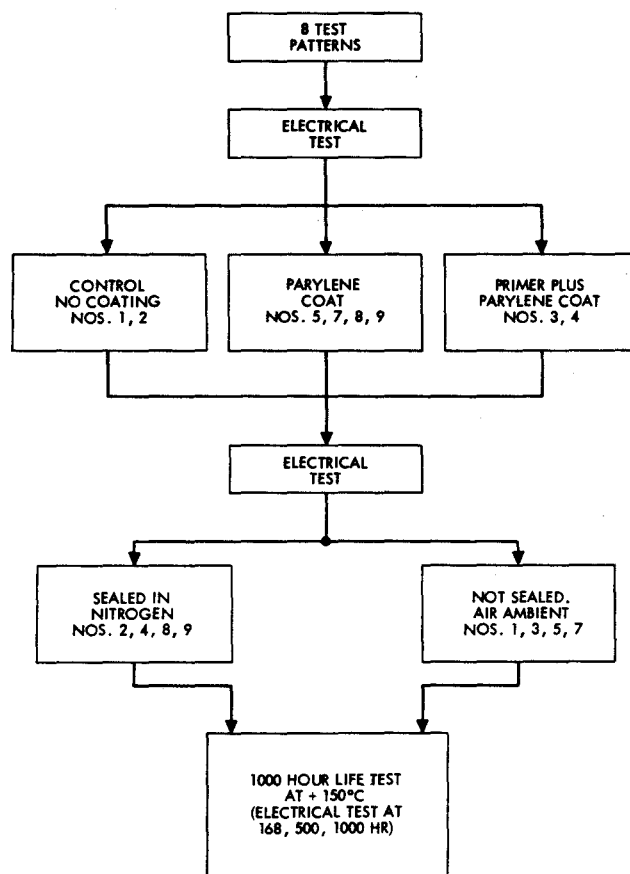 8 TEST
PATTERNS
ELECTRICAL
TEST
CONTROL
NO COATING
NOS. 1, 2
PARYLENE
COAT
NOS. 5, 7, 8, 9
PRIMER PLUS
PARYLENE COAT
NOS. 3, 4
ELECTRICAL
TEST
SEALED IN
NITROGEN
NOS. 2, 4, 8, 9
NOT SEALED.
AIR AMBIENT
NOS. 1, 3, 5, 7
1000 HOUR LIFE TEST
AT + 150°C
(ELECTRICAL TEST AT
168, 500, 1000 HR)